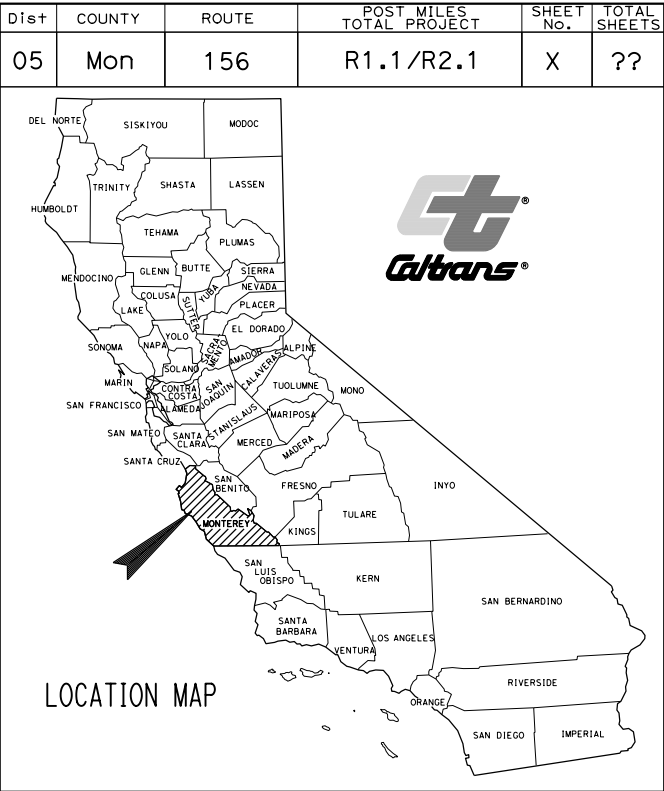 Dist COUNTY ROUTE POST MILES TOTAL PROJECT SHEET No. TOTAL SHEETS
05 Mon 156 R1.1/R2.1 X ??
DEL NORTE
SISKIYOU
MODOC
TRINITY
SHASTA
LASSEN
HUMBOLDT
®
TEHAMA
PLUMAS
Caltrans ®
MENDOCINO
GLENN
BUTTE
SIERRA
NEVADA
COLUSA
YUBA
PLACER
LAKE
SUTTER
EL DORADO
YOLO
SONOMA
NAPA
SACRA
MENTO
AMADOR
ALPINE
SOLANO
CALAVERAS
MARIN
CONTRA
COSTA
SAN
JOAQUIN
TUOLUMNE
MONO
SAN FRANCISCO
ALAMEDA
STANISLAUS
MARIPOSA
SAN MATEO
SANTA
CLARA
MERCED
MADERA
SANTA CRUZ
SAN
BENITO
FRESNO
INYO
MONTEREY
KINGS
TULARE
SAN
LUIS
OBISPO
KERN
SAN BERNARDINO
SANTA
BARBARA
VENTURA
LOS ANGELES
LOCATION MAP
RIVERSIDE
ORANGE
SAN DIEGO
IMPERIAL